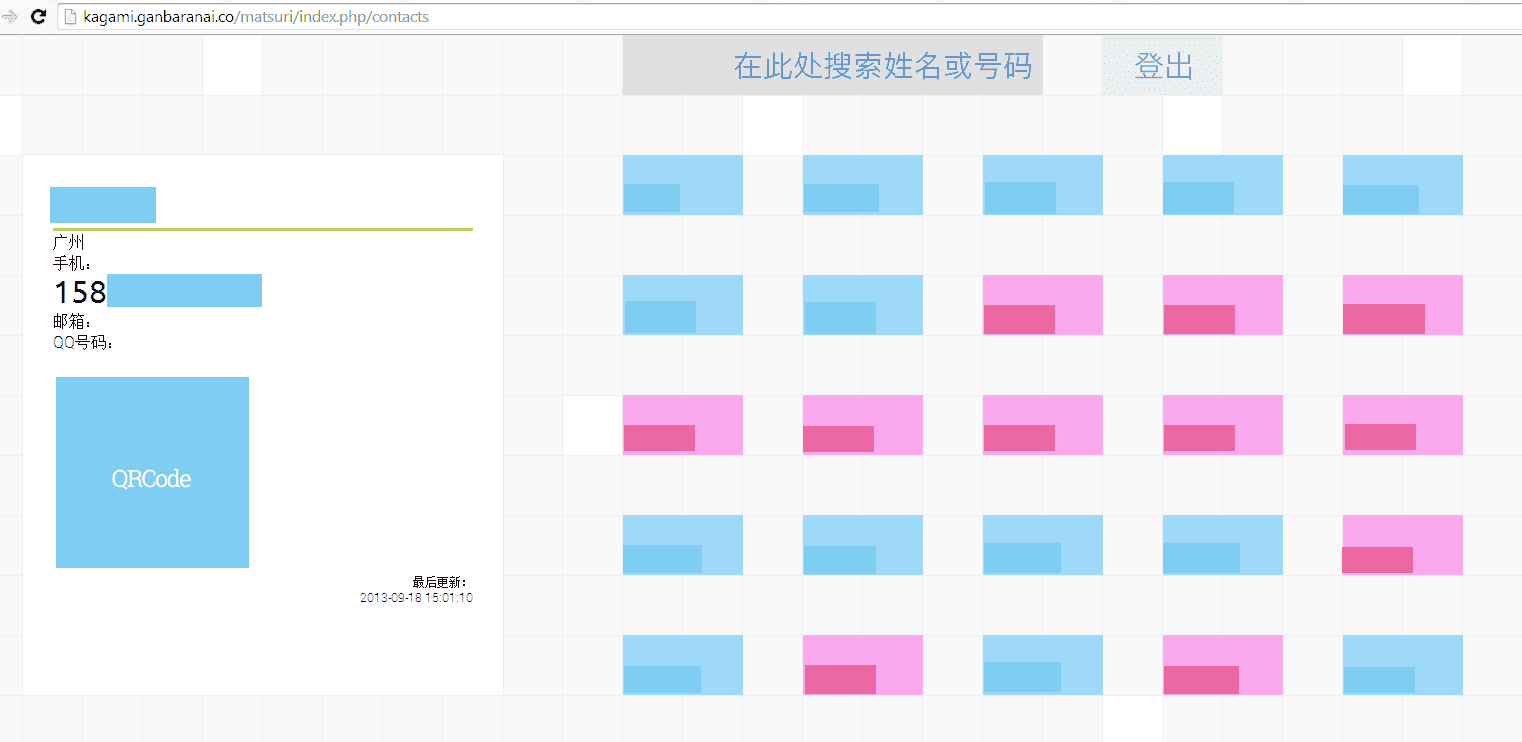 kagami.ganbaranai.co/matsuri/index.php/contacts
在此处搜索姓名或号码
登出
广州
手机：
158
邮箱：
QQ号码：
QRCode
最后更新：
2013-09-18 15:01:10